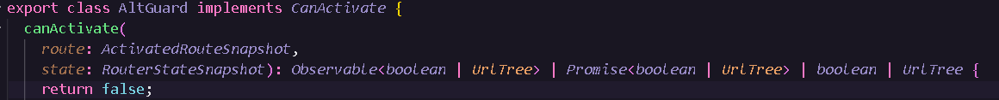 export class AltGuard implements CanActivate {
canActivate(
route: ActivatedRouteSnapshot,
state: RouterStateSnapshot): Observable<boolean | UrlTree> | Promise<boolean | UrlTree> | boolean | UrlTree {
return false;